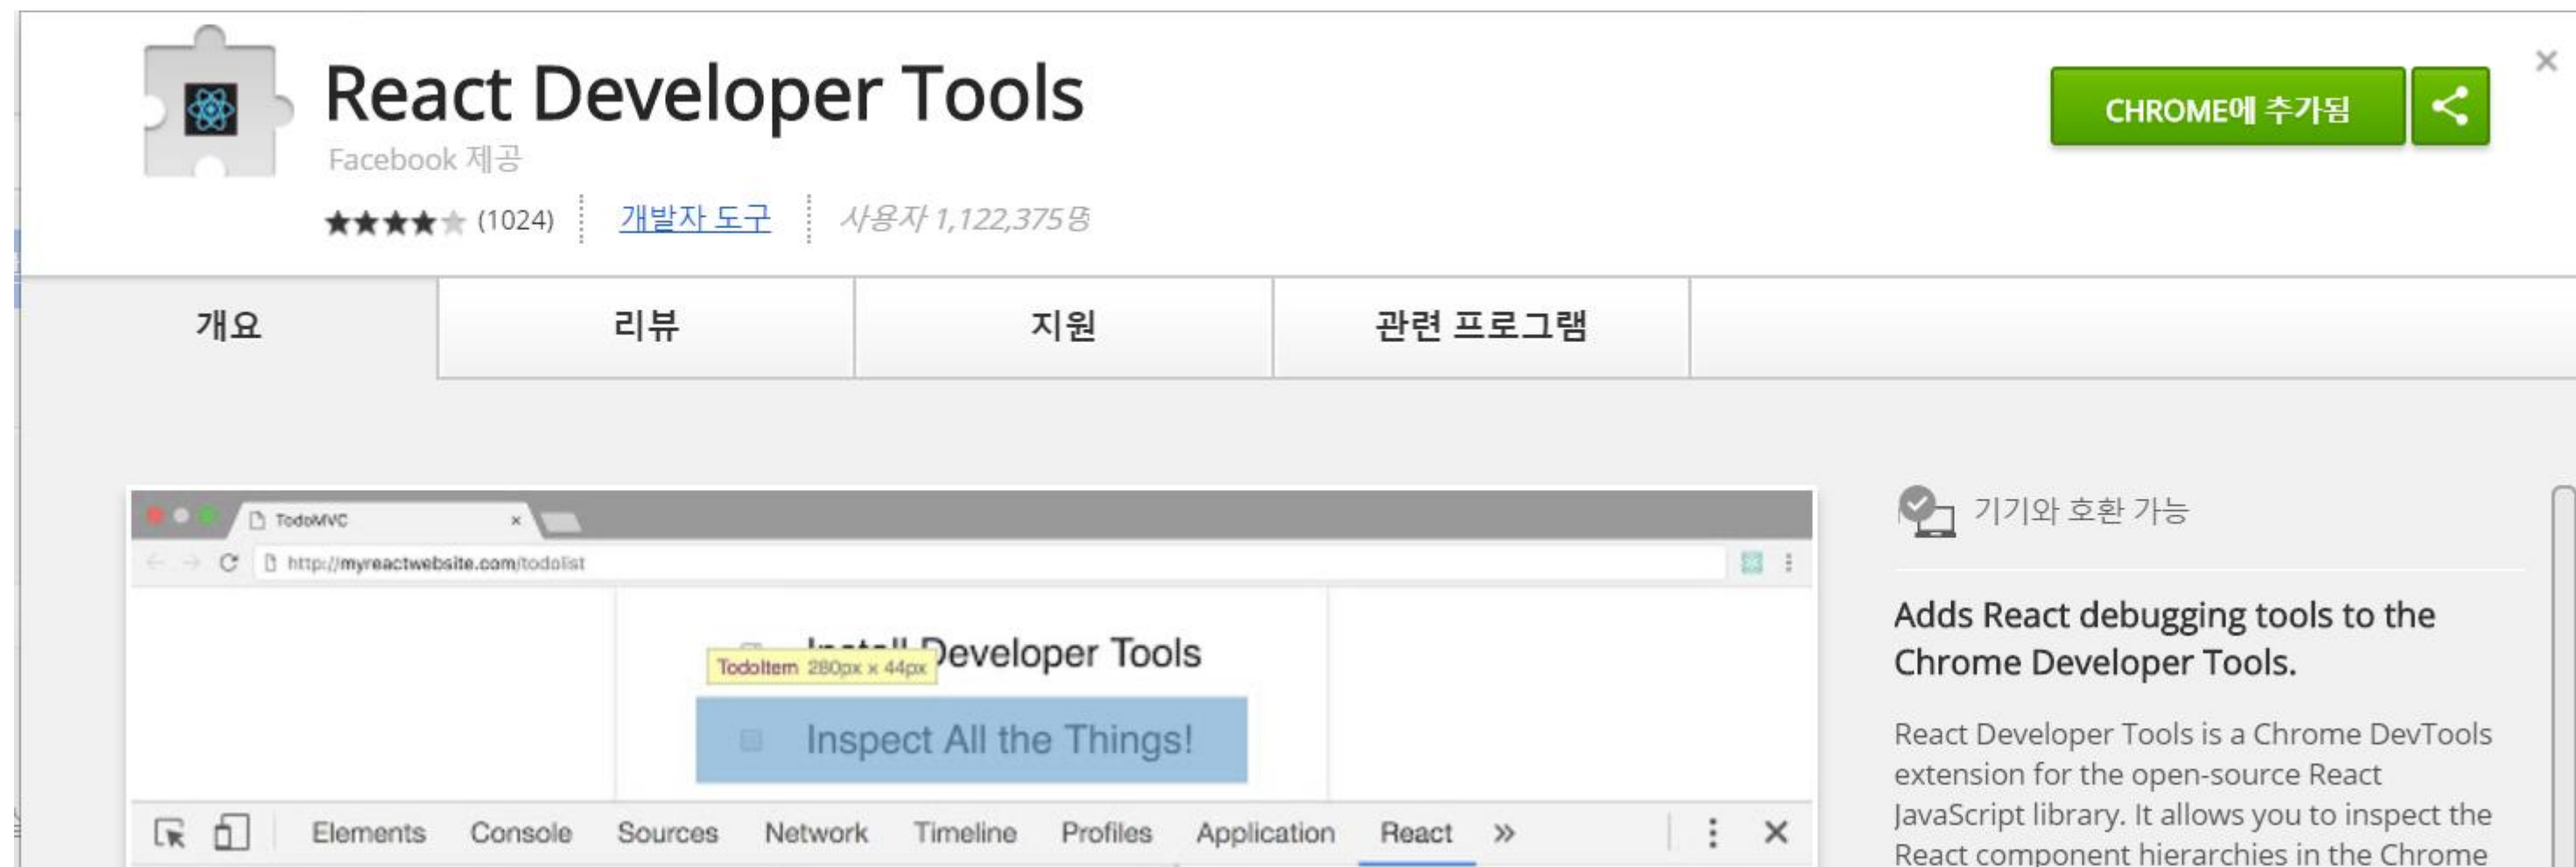 React Developer Tools
Facebook 제공
(1024)
개발자 도구
사용자 1,122,375명
CHROME에 추가됨
개요
리뷰
지원
관련 프로그램
TodoMVC
http://myreactwebsite.com/todolist
Install Developer Tools
TodoItem 280px × 44px
Inspect All the Things!
Elements Console Sources Network Timeline Profiles Application React »
기기와 호환 가능
Adds React debugging tools to the
Chrome Developer Tools.
React Developer Tools is a Chrome DevTools
extension for the open-source React
JavaScript library. It allows you to inspect the
React component hierarchies in the Chrome